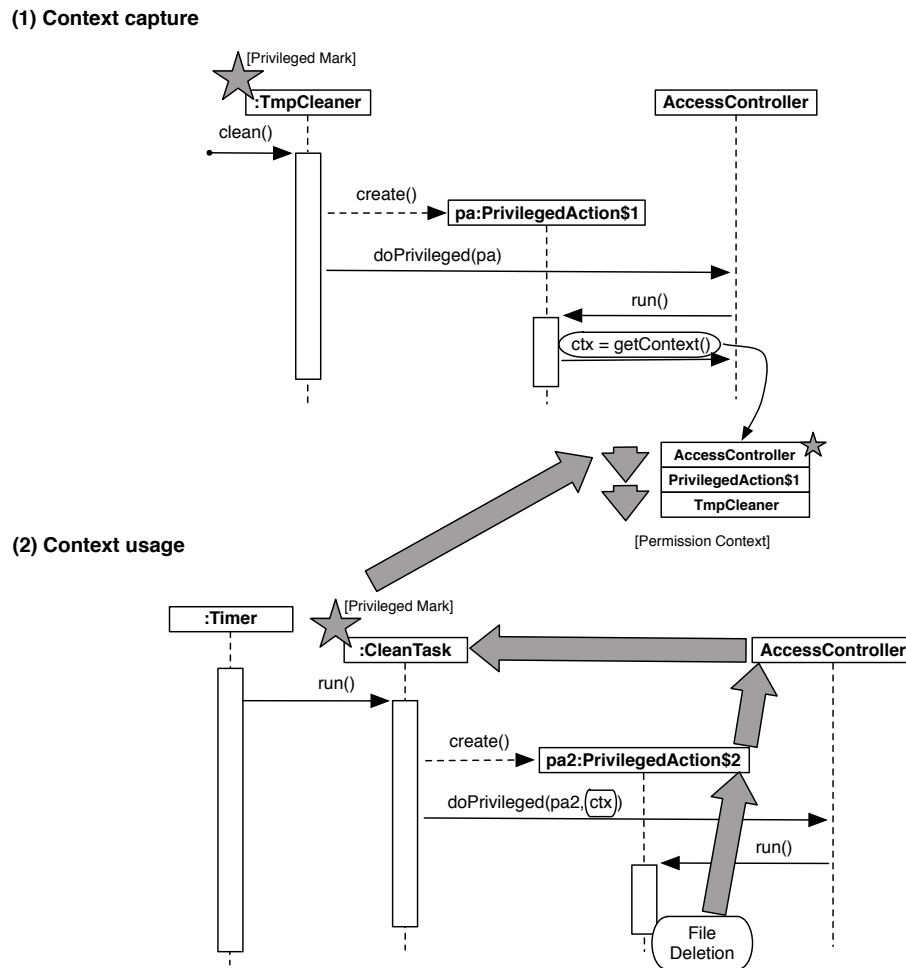 (1) Context capture
[Privileged Mark]
:TmpCleaner
AccessController
clean()
create()
pa:PrivilegedAction$1
doPrivileged(pa)
run()
ctx = getContext()
AccessController
PrivilegedAction$1
TmpCleaner
[Permission Context]
(2) Context usage
[Privileged Mark]
:Timer
:CleanTask
AccessController
run()
create()
pa2:PrivilegedAction$2
doPrivileged(pa2,ctx)
run()
File
Deletion